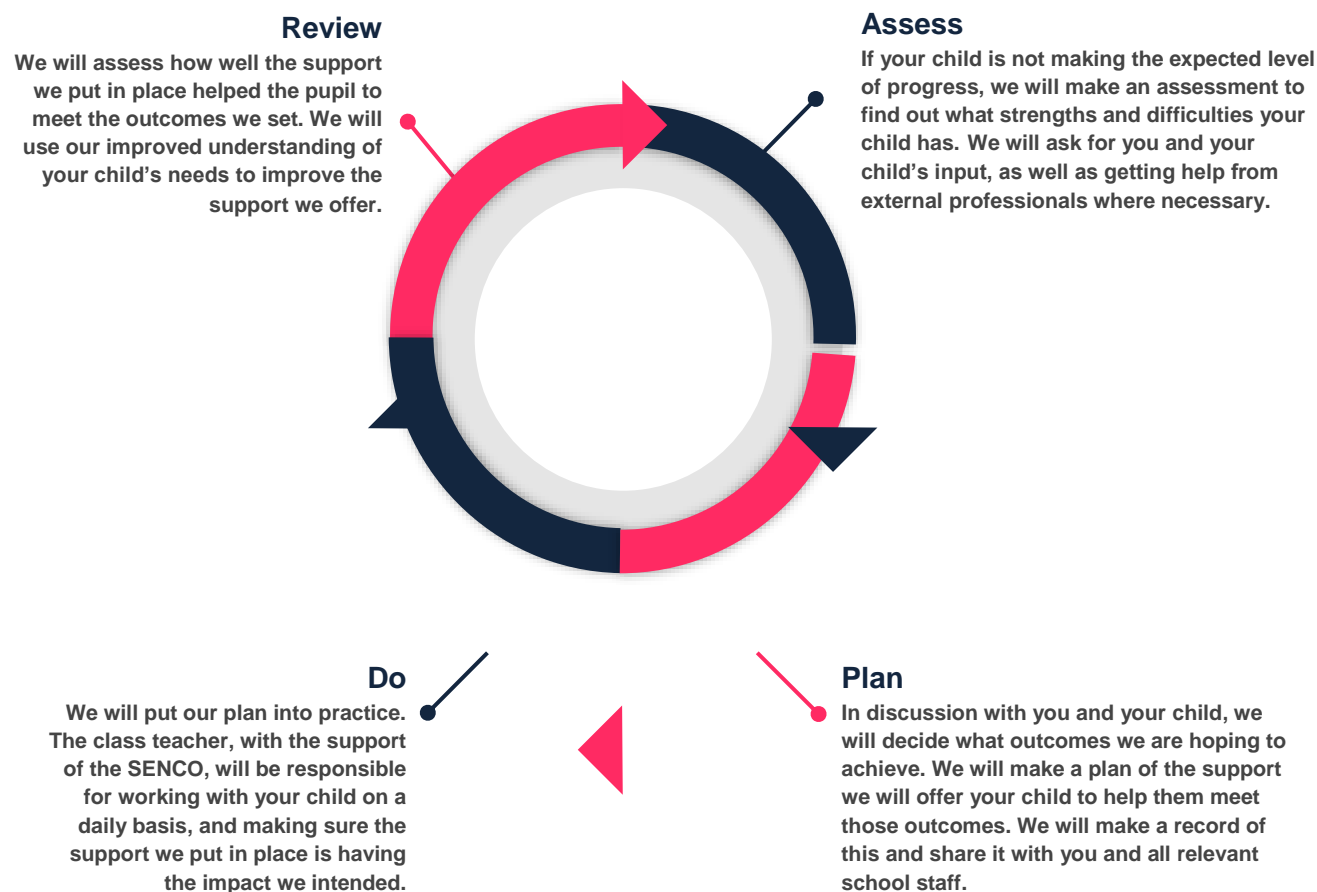 Review
We will assess how well the support
we put in place helped the pupil to
meet the outcomes we set. We will
use our improved understanding of
your child’s needs to improve the
support we offer.
Assess
If your child is not making the expected level
of progress, we will make an assessment to
find out what strengths and difficulties your
child has. We will ask for you and your
child’s input, as well as getting help from
external professionals where necessary.
Do
We will put our plan into practice.
The class teacher, with the support
of the SENCO, will be responsible
for working with your child on a
daily basis, and making sure the
support we put in place is having
the impact we intended.
Plan
In discussion with you and your child, we
will decide what outcomes we are hoping to
achieve. We will make a plan of the support
we will offer your child to help them meet
those outcomes. We will make a record of
this and share it with you and all relevant
school staff.